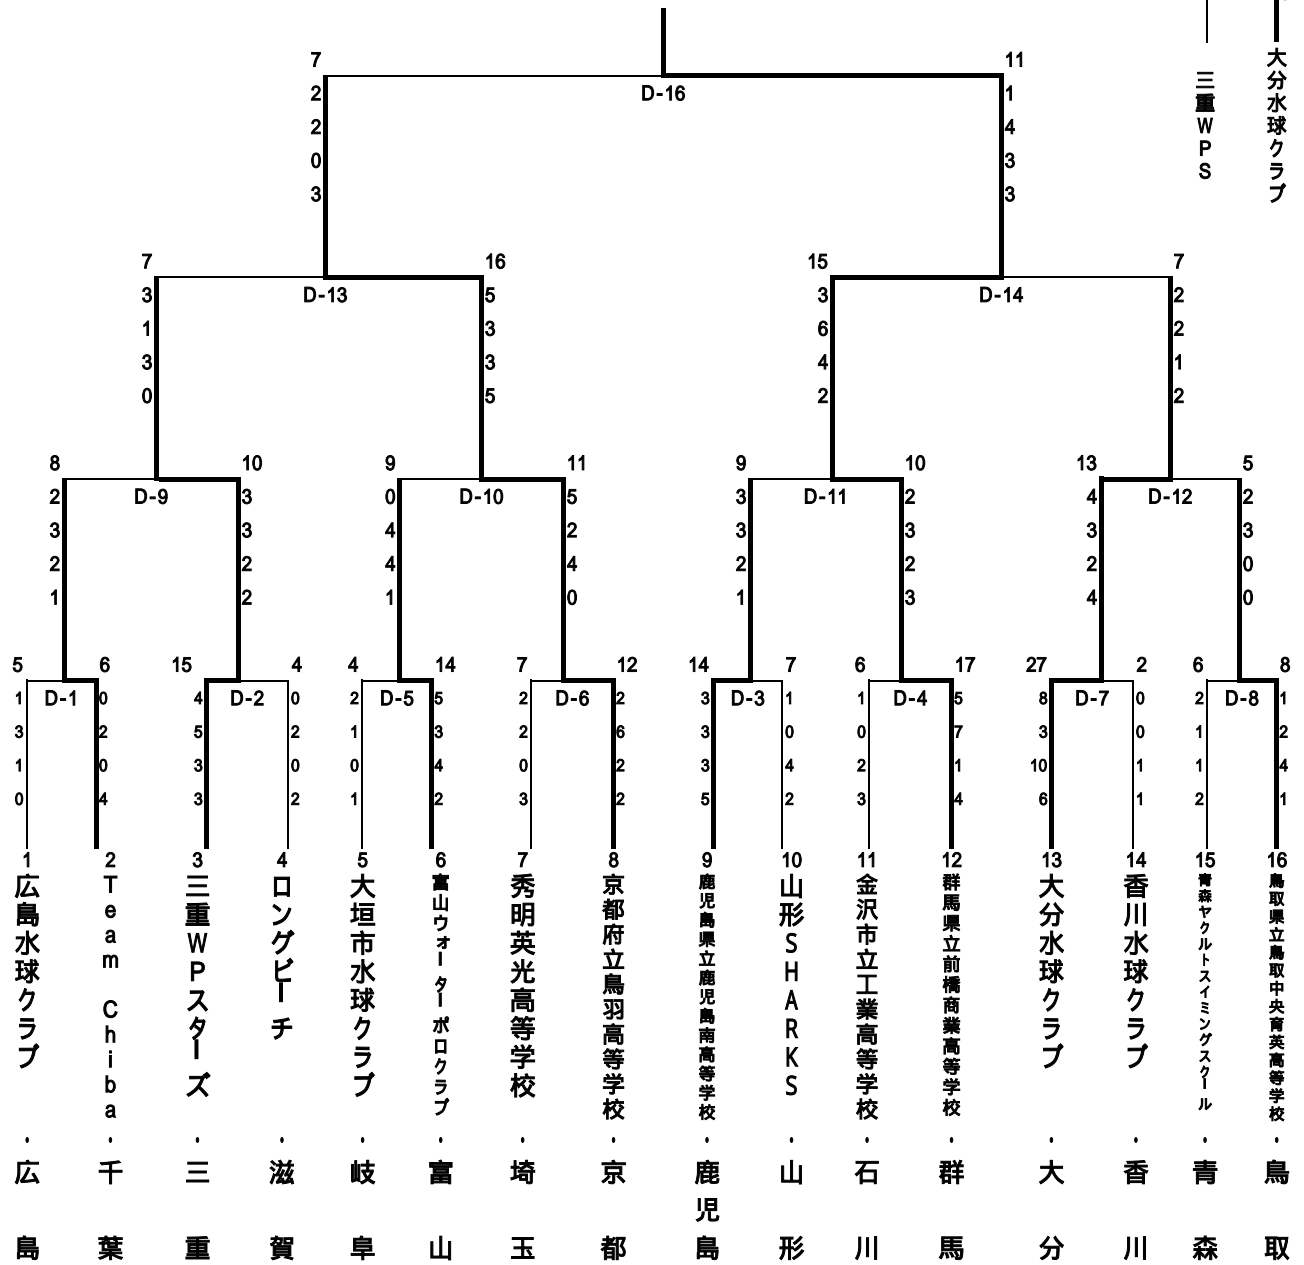 三重WPS
大分水球クラブ
7 11
D-16
2 1
2 4
0 3
3 3
7 16 15 7
D-13 D-14
3 5 3 2
1 3 6 2
3 3 4 1
0 5 2 2
8 10 9 11 9 10 13 5
D-9 D-10 D-11 D-12
2 3 0 5 3 2 4 2
3 3 4 2 3 3 3 3
2 2 4 4 2 2 2 0
1 2 1 0 1 3 4 0
5 6 15 4 4 14 7 12 14 7 6 17 27 2 6 8
D-1 D-2 D-5 D-6 D-3 D-4 D-7 D-8
1 0 4 0 2 5 2 2 3 1 1 5 8 0 2 1
3 2 5 2 1 3 2 6 3 0 0 7 3 0 1 2
1 0 3 0 0 4 0 2 3 4 2 1 10 1 1 4
0 4 3 2 1 2 3 2 5 2 3 4 6 1 2 1
1 広島水球クラブ・広島
2 Team Chiba・千葉
3 三重WPスターズ・三重
4 ロングビーチ・滋賀
5 大垣市水球クラブ・岐阜
6 富山ウォーターポロクラブ・富山
7 秀明英光高等学校・埼玉
8 京都府立鳥羽高等学校・京都
9 鹿児島県立鹿児島南高等学校・鹿児島
10 山形SHARKS・山形
11 金沢市立工業高等学校・石川
12 群馬県立前橋商業高等学校・群馬
13 大分水球クラブ・大分
14 香川水球クラブ・香川
15 青森ヤクルトスイミングスクール・青森
16 鳥取県立鳥取中央育英高等学校・鳥取